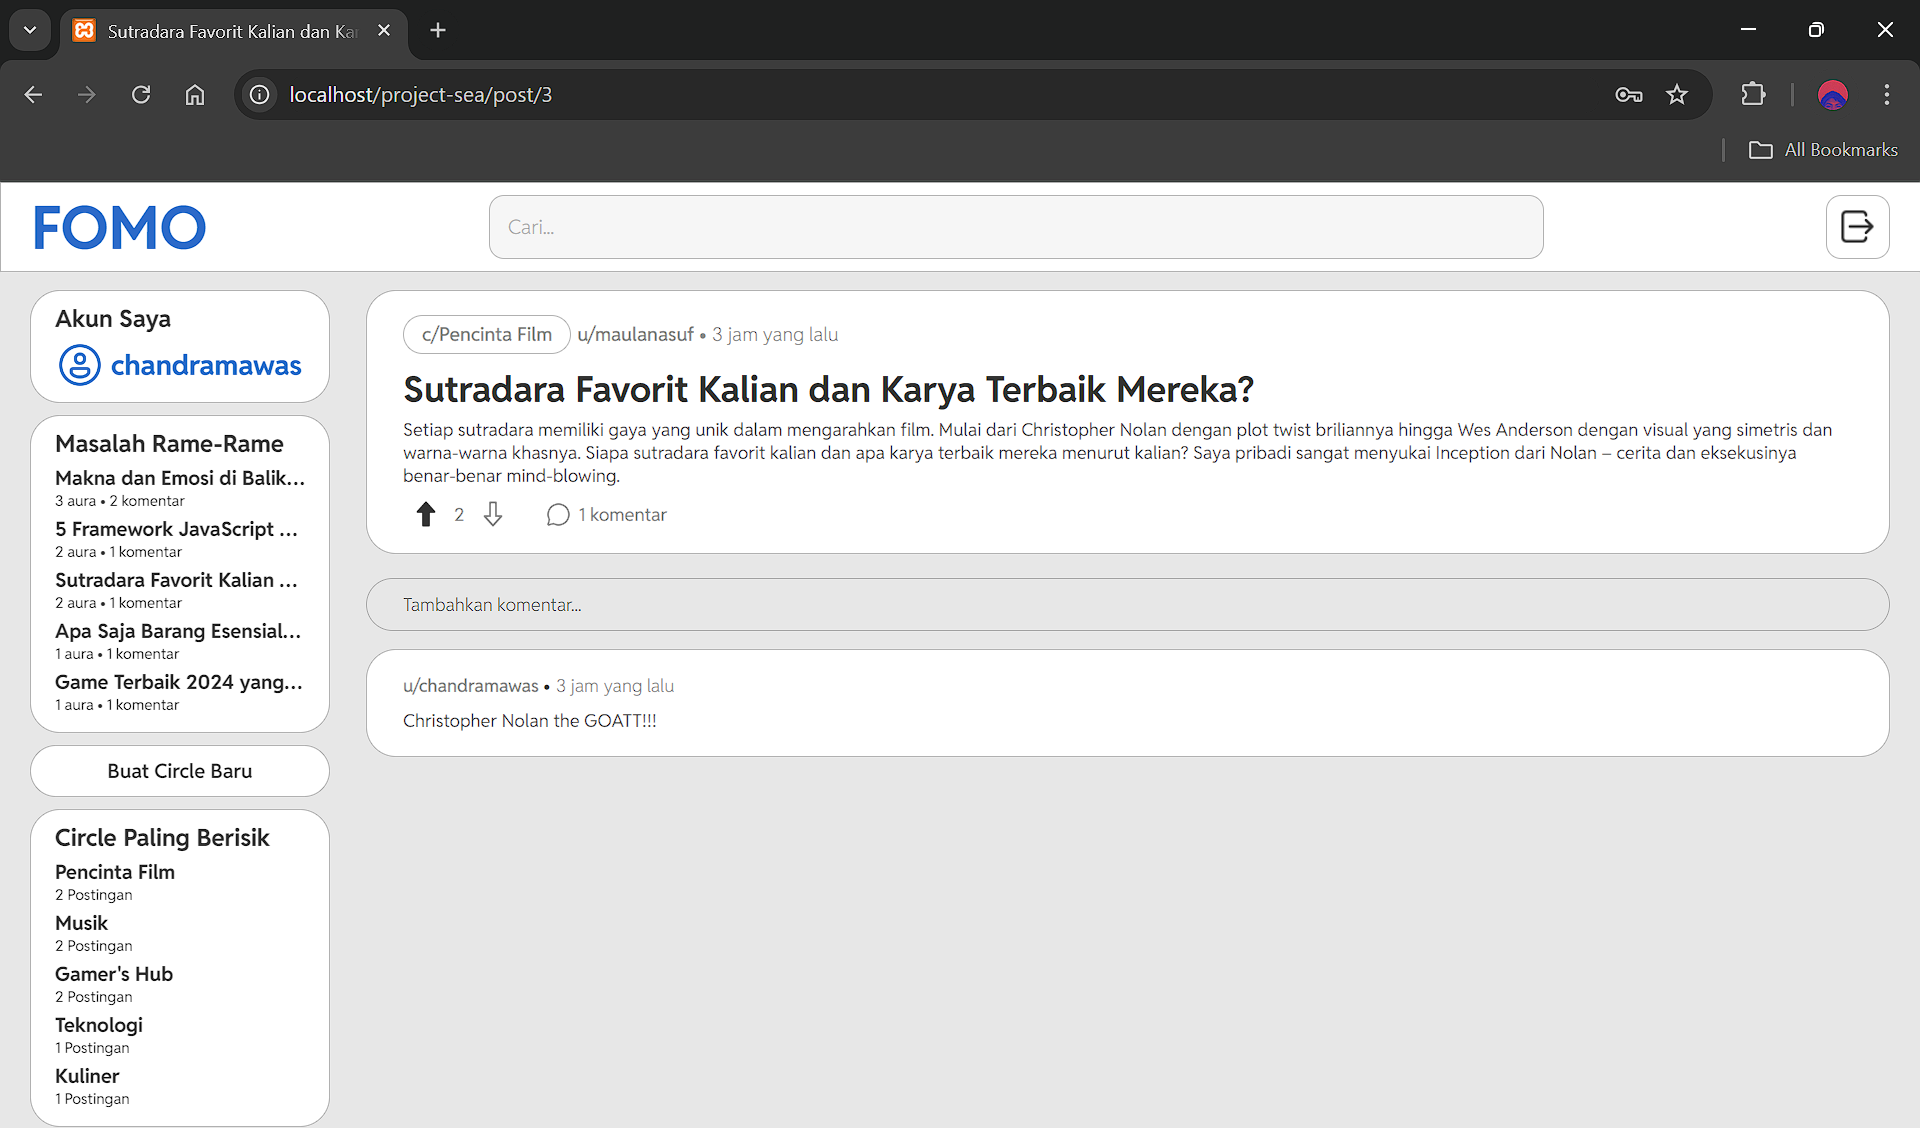 Sutradara Favorit Kalian dan Kar
localhost/project-sea/post/3
All Bookmarks
FOMO
Cari...
Akun Saya
chandramawas
Masalah Rame-Rame
Makna dan Emosi di Balik...
3 aura • 2 komentar
5 Framework JavaScript ...
2 aura • 1 komentar
Sutradara Favorit Kalian ...
2 aura • 1 komentar
Apa Saja Barang Esensial...
1 aura • 1 komentar
Game Terbaik 2024 yang...
1 aura • 1 komentar
Buat Circle Baru
Circle Paling Berisik
Pencinta Film
2 Postingan
Musik
2 Postingan
Gamer's Hub
2 Postingan
Teknologi
1 Postingan
Kuliner
1 Postingan
c/Pencinta Film u/maulanasuf • 3 jam yang lalu
Sutradara Favorit Kalian dan Karya Terbaik Mereka?
Setiap sutradara memiliki gaya yang unik dalam mengarahkan film. Mulai dari Christopher Nolan dengan plot twist briliannya hingga Wes Anderson dengan visual yang simetris dan
warna-warna khasnya. Siapa sutradara favorit kalian dan apa karya terbaik mereka menurut kalian? Saya pribadi sangat menyukai Inception dari Nolan – cerita dan eksekusinya
benar-benar mind-blowing.
2 1 komentar
Tambahkan komentar...
u/chandramawas • 3 jam yang lalu
Christopher Nolan the GOATT!!!